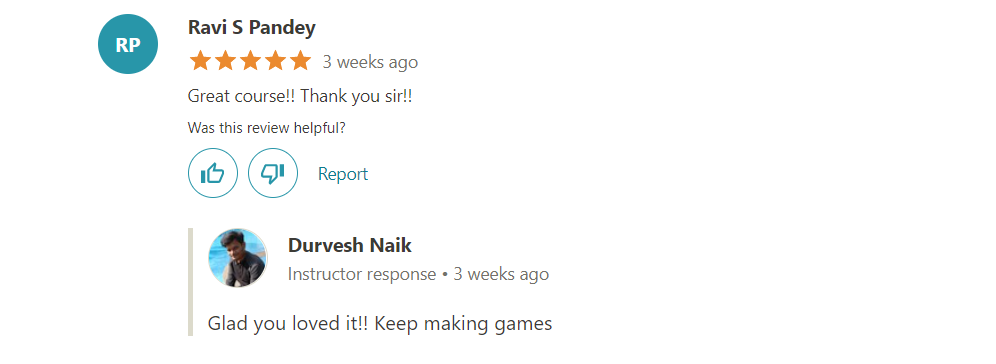 RP
Ravi S Pandey
3 weeks ago
Great course!! Thank you sir!!
Was this review helpful?
Report
Durvesh Naik
Instructor response • 3 weeks ago
Glad you loved it!! Keep making games